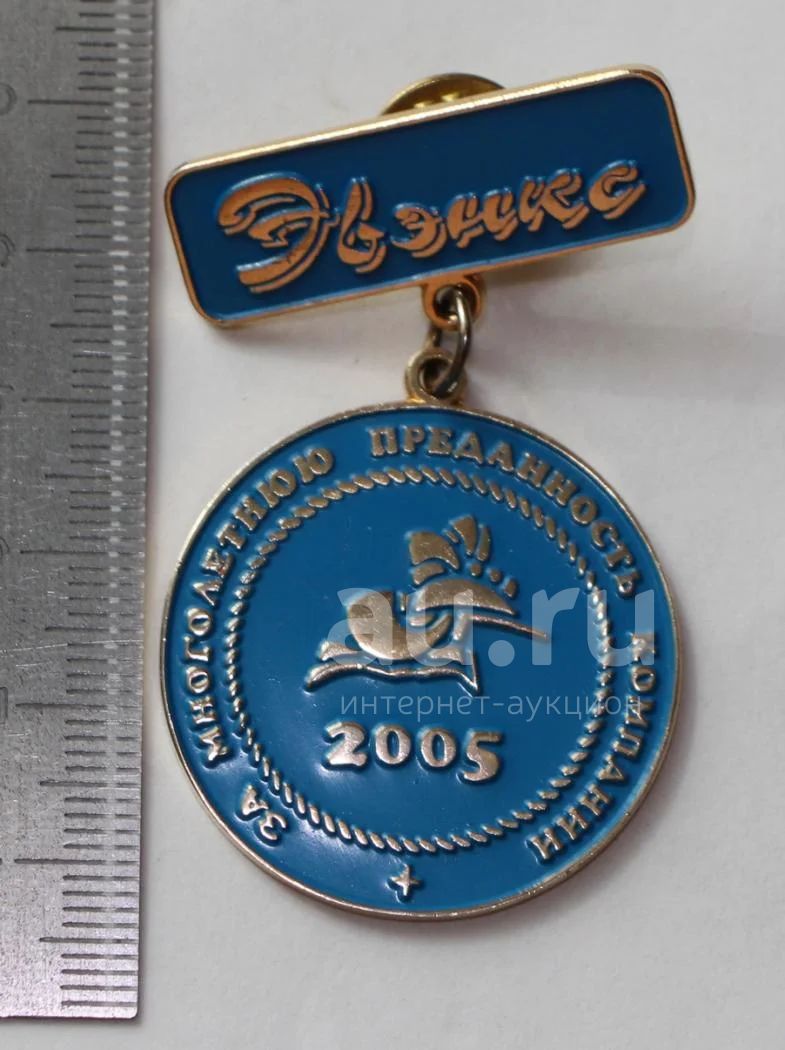 Эвэнкс
ЗА МНОГОЛЕТНЮЮ ПРЕДАННОСТЬ КОМПАНИИ
2005
au.ru
интернет-аукцион